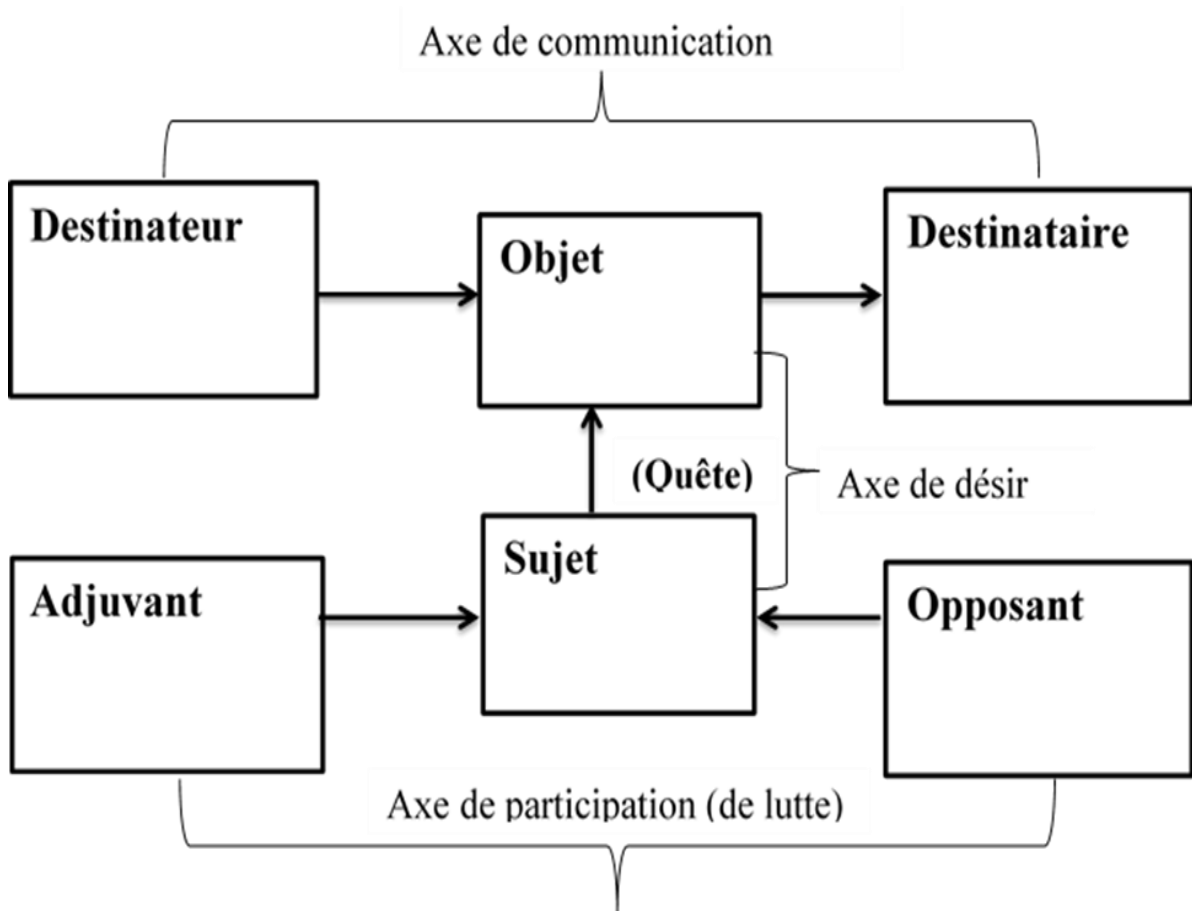 Axe de communication
Destinateur
Objet
Destinataire
(Quête)
Axe de désir
Adjuvant
Sujet
Opposant
Axe de participation (de lutte)